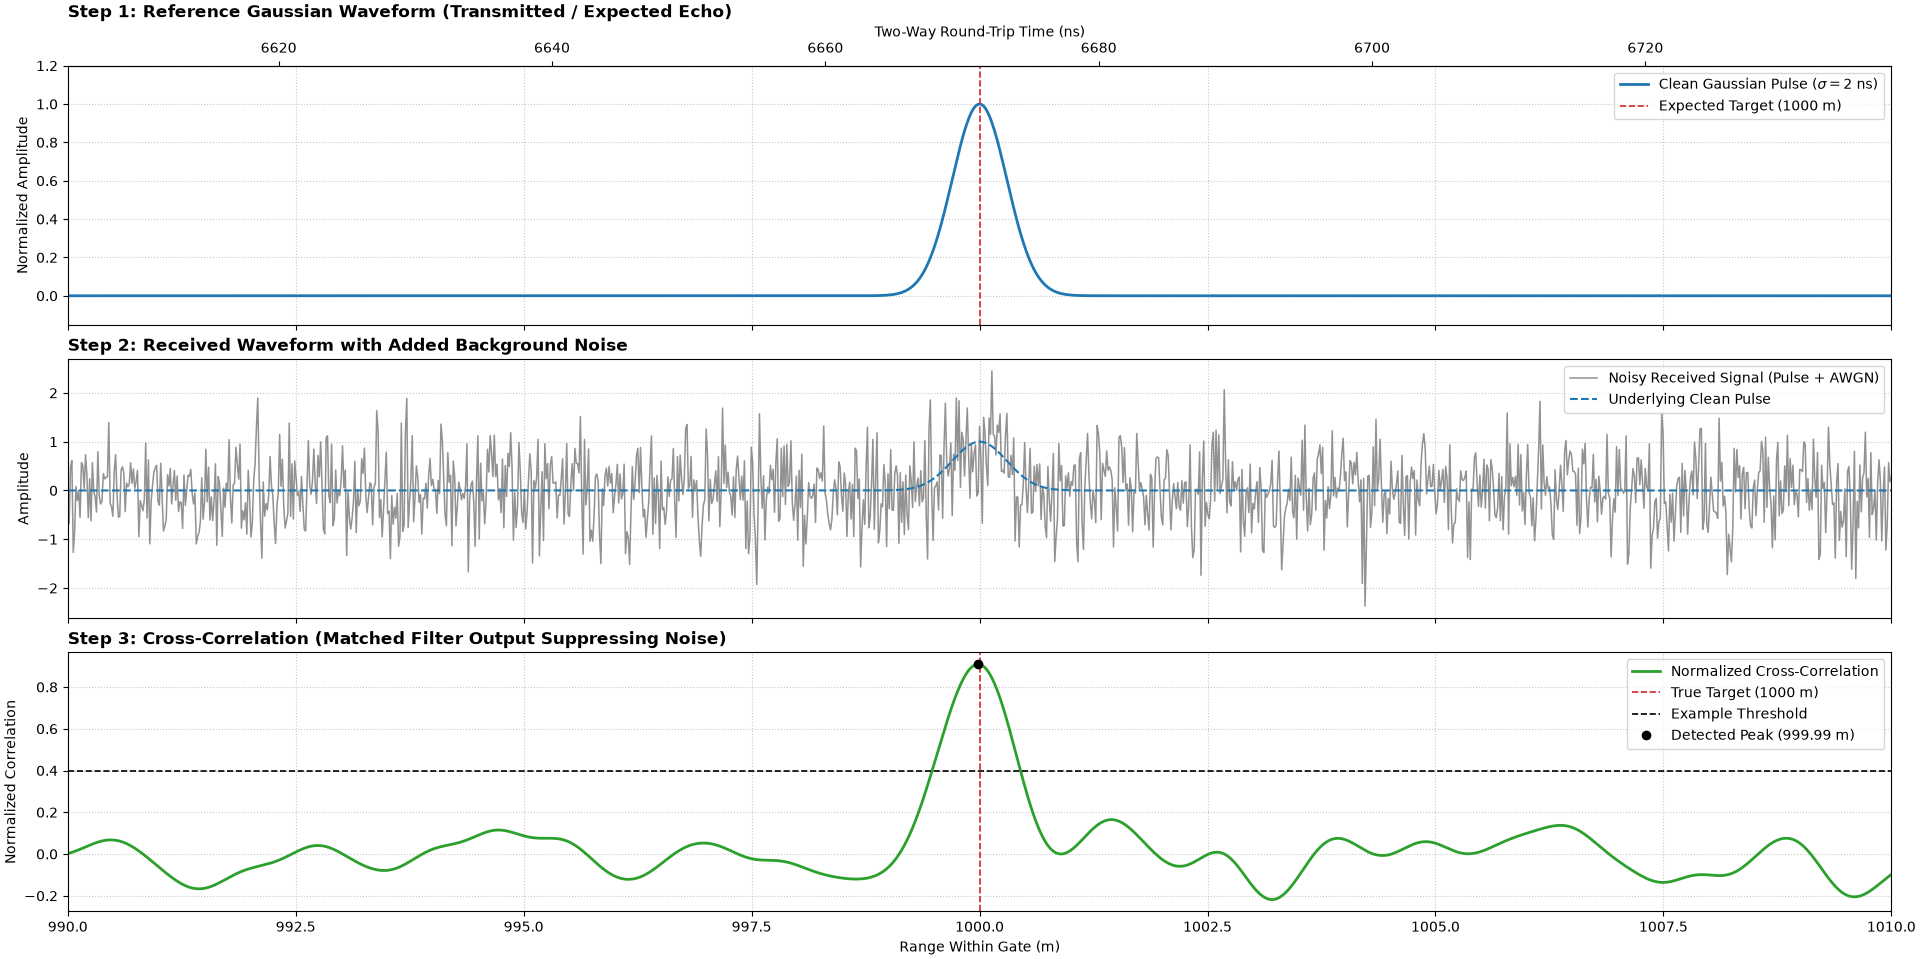 Step 1: Reference Gaussian Waveform (Transmitted / Expected Echo)
Two-Way Round-Trip Time (ns)
6620 6640 6660 6680 6700 6720
Normalized Amplitude
1.2
1.0
0.8
0.6
0.4
0.2
0.0
Clean Gaussian Pulse (σ = 2 ns)
Expected Target (1000 m)
Step 2: Received Waveform with Added Background Noise
Amplitude
2
1
0
−1
−2
Noisy Received Signal (Pulse + AWGN)
Underlying Clean Pulse
Step 3: Cross-Correlation (Matched Filter Output Suppressing Noise)
Normalized Correlation
0.8
0.6
0.4
0.2
0.0
−0.2
Normalized Cross-Correlation
True Target (1000 m)
Example Threshold
Detected Peak (999.99 m)
990.0 992.5 995.0 997.5 1000.0 1002.5 1005.0 1007.5 1010.0
Range Within Gate (m)